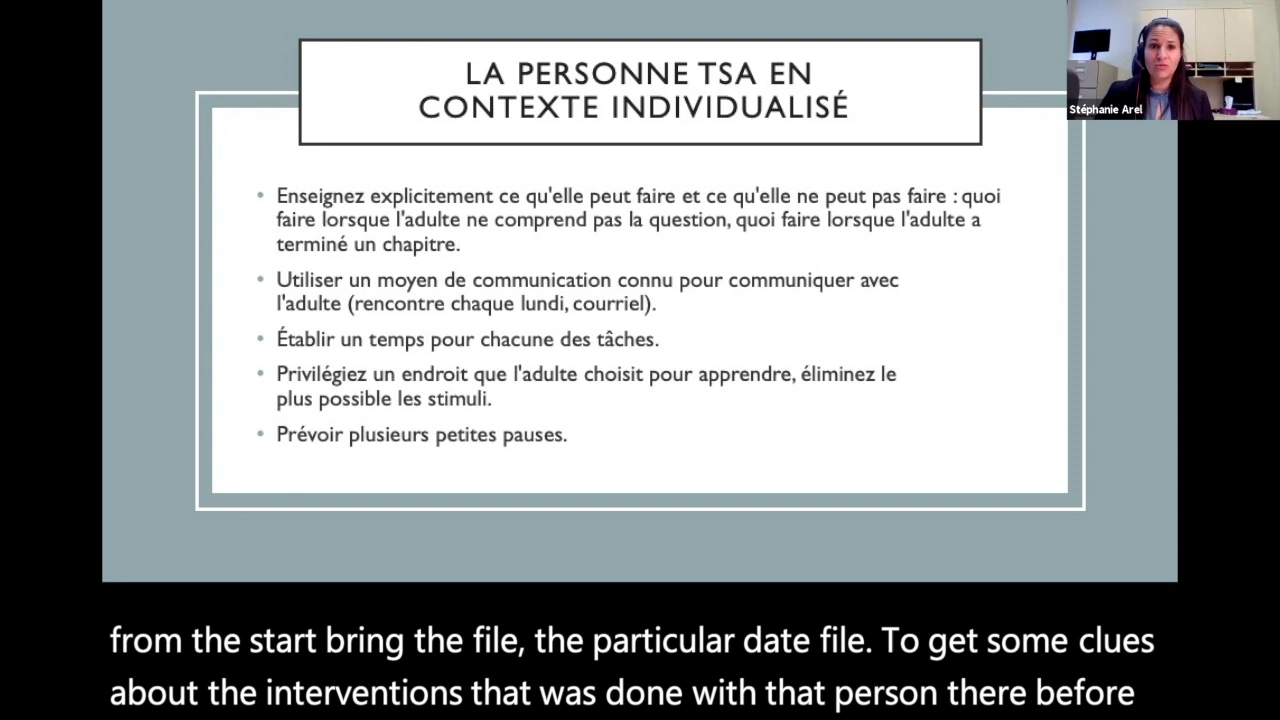 LA PERSONNE TSA EN
CONTEXTE INDIVIDUALISÉ
Stéphanie Arel
• Enseignez explicitement ce qu'elle peut faire et ce qu'elle ne peut pas faire : quoi
faire lorsque l'adulte ne comprend pas la question, quoi faire lorsque l'adulte a
terminé un chapitre.
• Utiliser un moyen de communication connu pour communiquer avec
l'adulte (rencontre chaque lundi, courriel).
• Établir un temps pour chacune des tâches.
• Privilégiez un endroit que l'adulte choisit pour apprendre, éliminez le
plus possible les stimuli.
• Prévoir plusieurs petites pauses.
from the start bring the file, the particular date file. To get some clues
about the interventions that was done with that person there before